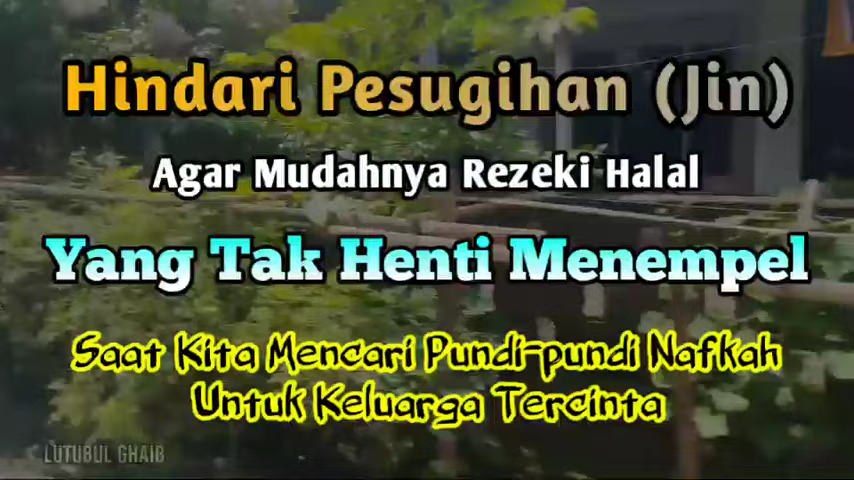 Hindari Pesugihan (Jin)
Agar Mudahnya Rezeki Halal
Yang Tak Henti Menempel
Saat Kita Mencari Pundi-pundi Nafkah
Untuk Keluarga Tercinta
LUTUBUL GHAIB